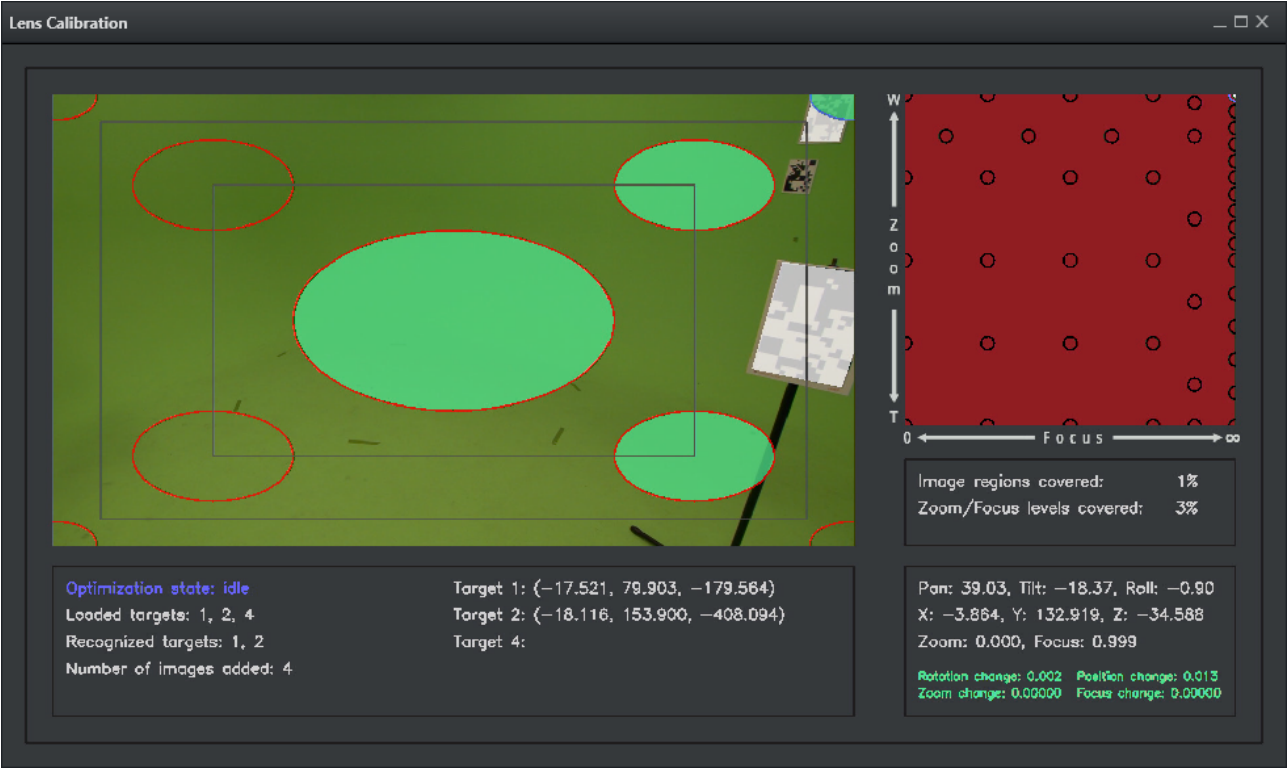 Lens Calibration
W
Zoom
T
0 Focus ∞
Image regions covered: 1%
Zoom/Focus levels covered: 3%
Optimization state: idle
Loaded targets: 1, 2, 4
Recognized targets: 1, 2
Number of images added: 4
Target 1: (−17.521, 79.903, −179.564)
Target 2: (−18.116, 153.900, −408.094)
Target 4:
Pan: 39.03, Tilt: −18.37, Roll: −0.90
X: −3.864, Y: 132.919, Z: −34.588
Zoom: 0.000, Focus: 0.999
Rotation change: 0.002 Position change: 0.013
Zoom change: 0.00000 Focus change: 0.00000